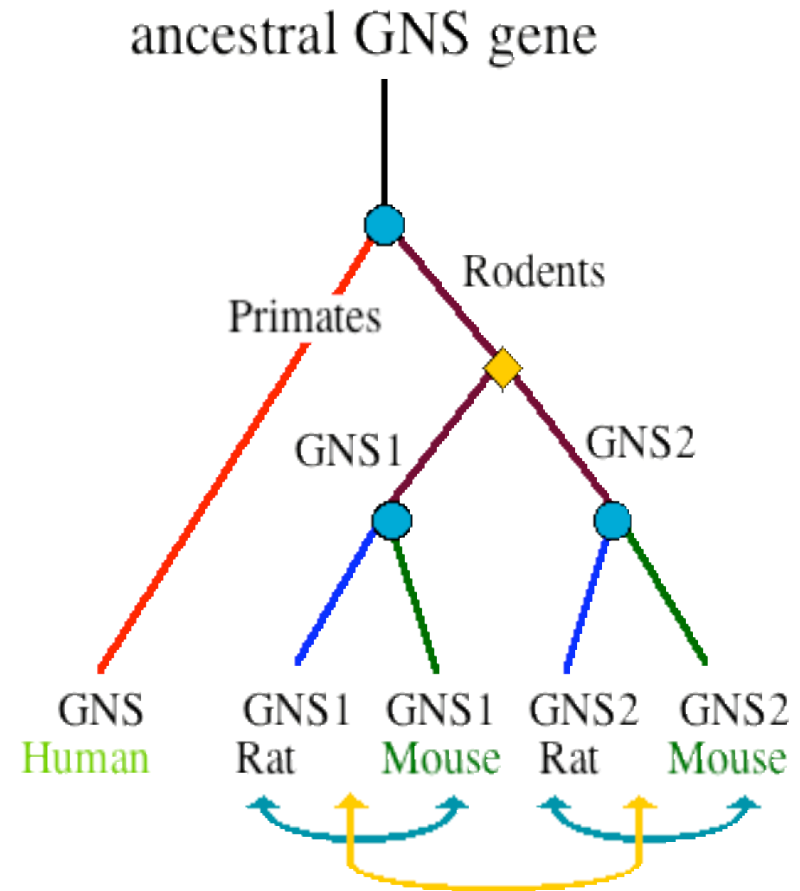 ancestral GNS gene
Rodents
Primates
GNS1
GNS2
GNS GNS1 GNS1 GNS2 GNS2
Human Rat Mouse Rat Mouse